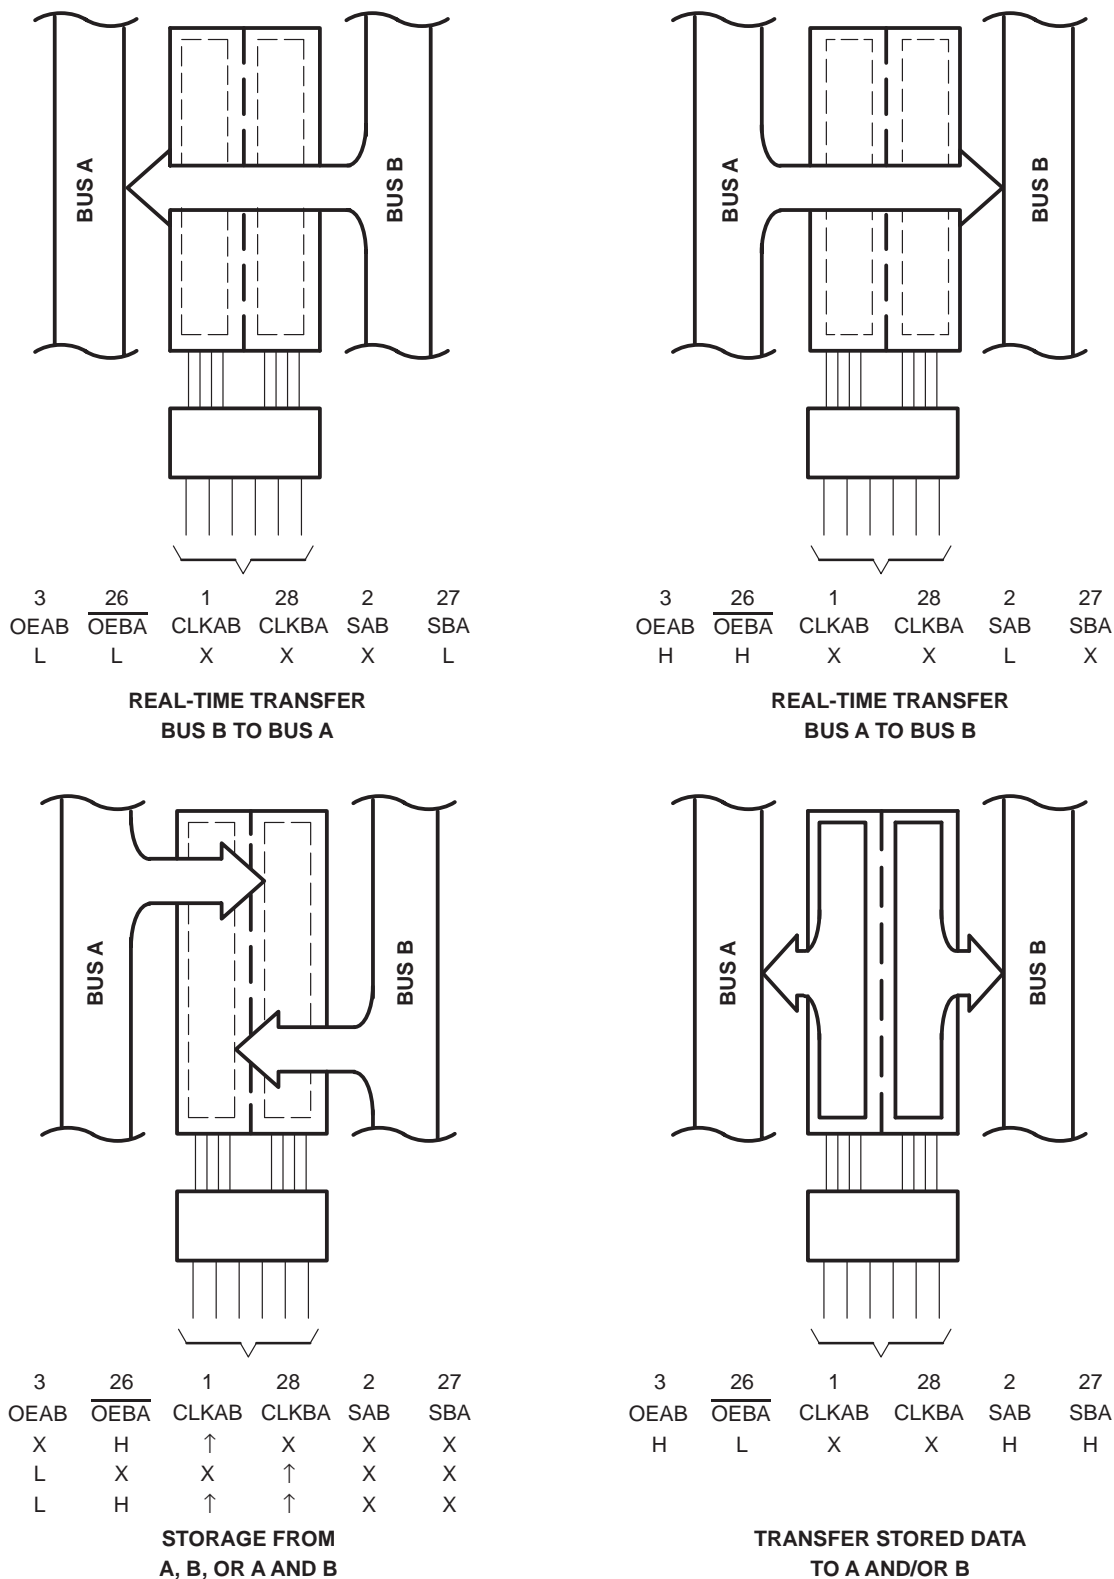 BUS A
BUS B
BUS A
BUS B
3 26 1 28 2 27
OEAB OEBA CLKAB CLKBA SAB SBA
L L X X X L
REAL-TIME TRANSFER
BUS B TO BUS A
3 26 1 28 2 27
OEAB OEBA CLKAB CLKBA SAB SBA
H H X X L X
REAL-TIME TRANSFER
BUS A TO BUS B
BUS A
BUS B
BUS A
BUS B
3 26 1 28 2 27
OEAB OEBA CLKAB CLKBA SAB SBA
X H ↑ X X X
L X X ↑ X X
L H ↑ ↑ X X
STORAGE FROM
A, B, OR A AND B
3 26 1 28 2 27
OEAB OEBA CLKAB CLKBA SAB SBA
H L X X H H
TRANSFER STORED DATA
TO A AND/OR B